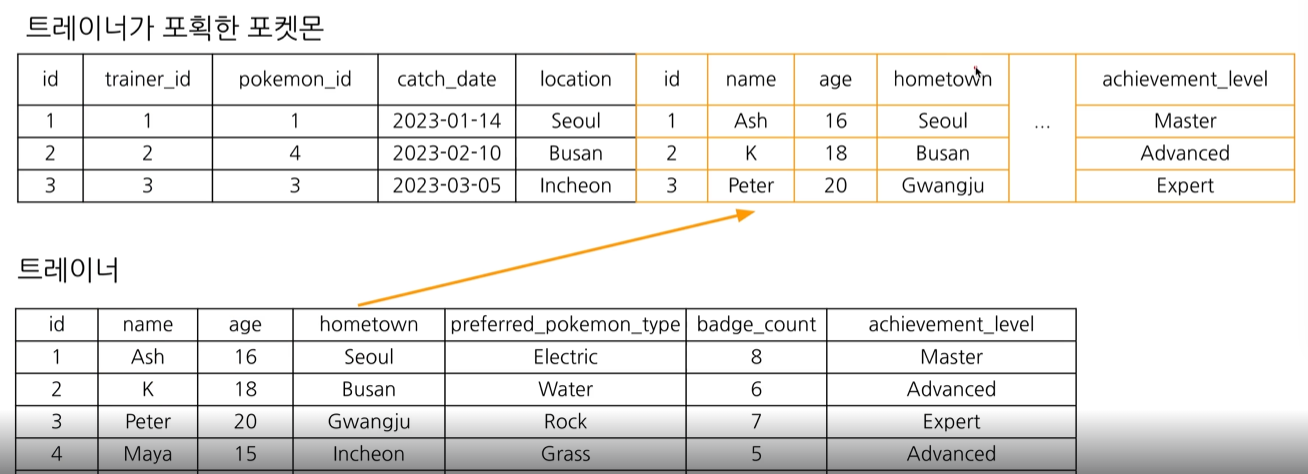 트레이너가 포획한 포켓몬
id trainer_id pokemon_id catch_date location id name age hometown ... achievement_level
1 1 1 2023-01-14 Seoul 1 Ash 16 Seoul Master
2 2 4 2023-02-10 Busan 2 K 18 Busan Advanced
3 3 3 2023-03-05 Incheon 3 Peter 20 Gwangju Expert
트레이너
id name age hometown preferred_pokemon_type badge_count achievement_level
1 Ash 16 Seoul Electric 8 Master
2 K 18 Busan Water 6 Advanced
3 Peter 20 Gwangju Rock 7 Expert
4 Maya 15 Incheon Grass 5 Advanced